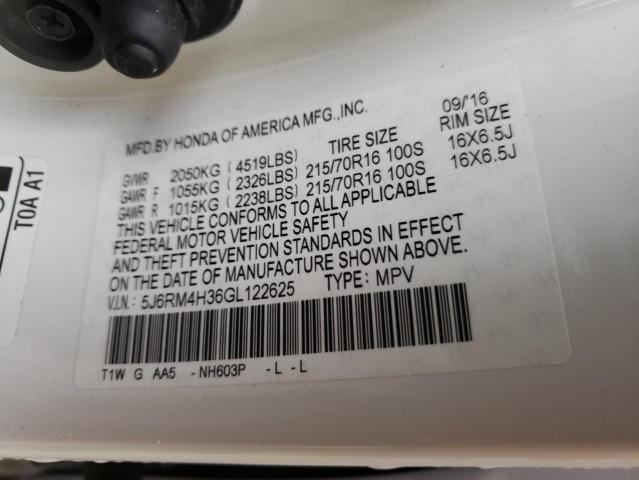 MFD.BY HONDA OF AMERICA MFG.,INC. 09/'16
TIRE SIZE RIM SIZE
GVWR 2050KG ( 4519LBS)
GAWR F 1055KG ( 2326LBS) 215/70R16 100S 16X6.5J
GAWR R 1015KG ( 2238LBS) 215/70R16 100S 16X6.5J
THIS VEHICLE CONFORMS TO ALL APPLICABLE
FEDERAL MOTOR VEHICLE SAFETY
AND THEFT PREVENTION STANDARDS IN EFFECT
ON THE DATE OF MANUFACTURE SHOWN ABOVE.
V.I.N.: 5J6RM4H36GL122625 TYPE: MPV
T1W G AA5 -NH603P -L -L
TOA A1